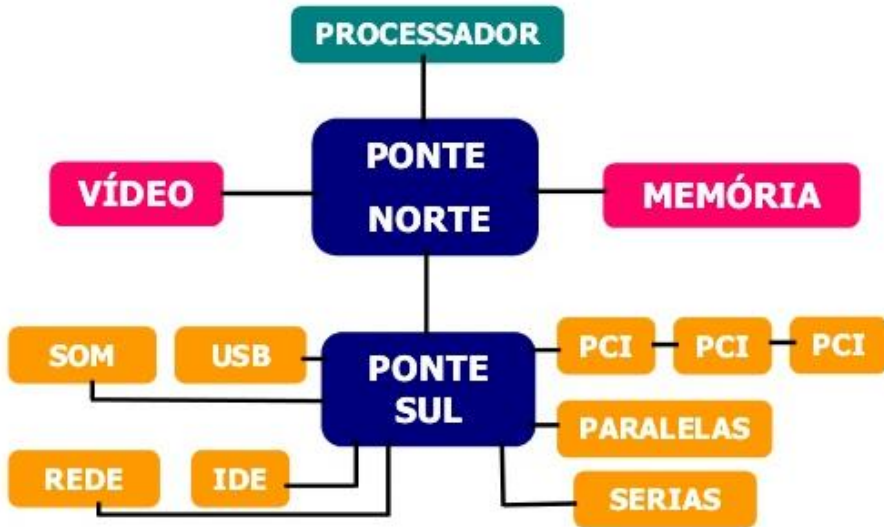 PROCESSADOR
PONTE
NORTE
VÍDEO
MEMÓRIA
SOM
USB
PONTE
SUL
PCI
PCI
PCI
PARALELAS
REDE
IDE
SERIAS